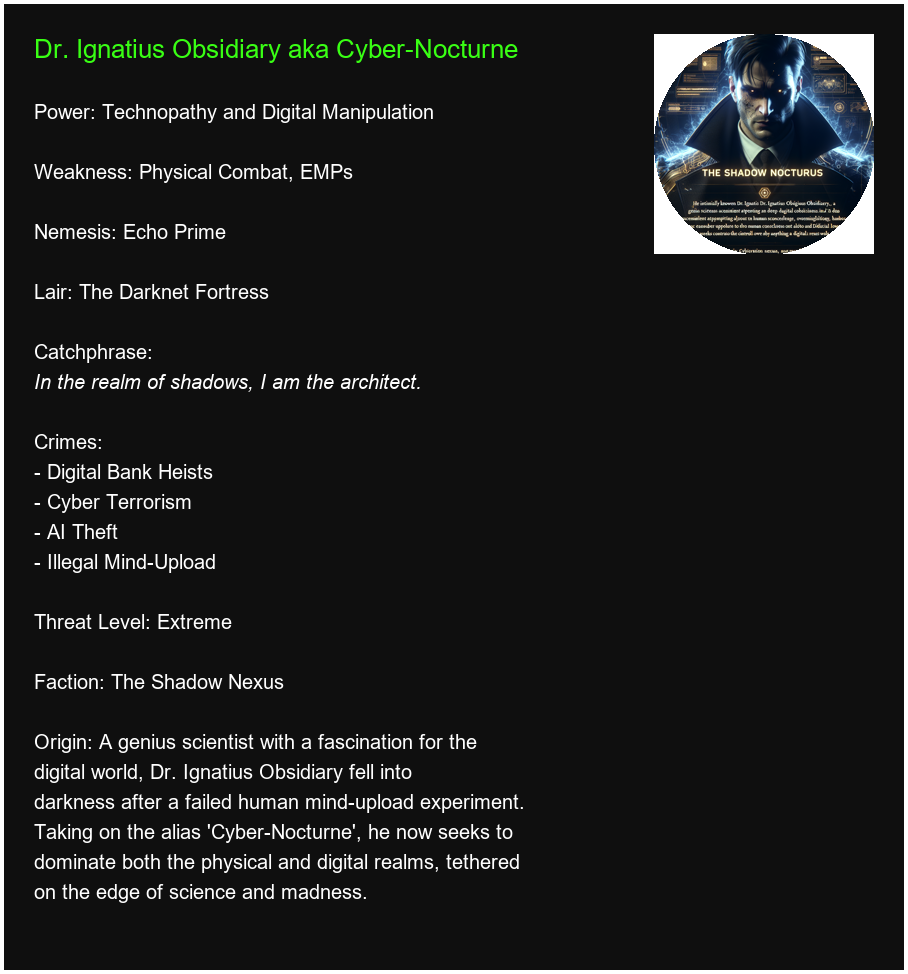 Dr. Ignatius Obsidiary aka Cyber-Nocturne
Power: Technopathy and Digital Manipulation
Weakness: Physical Combat, EMPs
Nemesis: Echo Prime
Lair: The Darknet Fortress
Catchphrase:
In the realm of shadows, I am the architect.
Crimes:
- Digital Bank Heists
- Cyber Terrorism
- AI Theft
- Illegal Mind-Upload
Threat Level: Extreme
Faction: The Shadow Nexus
Origin: A genius scientist with a fascination for the
digital world, Dr. Ignatius Obsidiary fell into
darkness after a failed human mind-upload experiment.
Taking on the alias 'Cyber-Nocturne', he now seeks to
dominate both the physical and digital realms, tethered
on the edge of science and madness.
THE SHADOW NOCTURUS